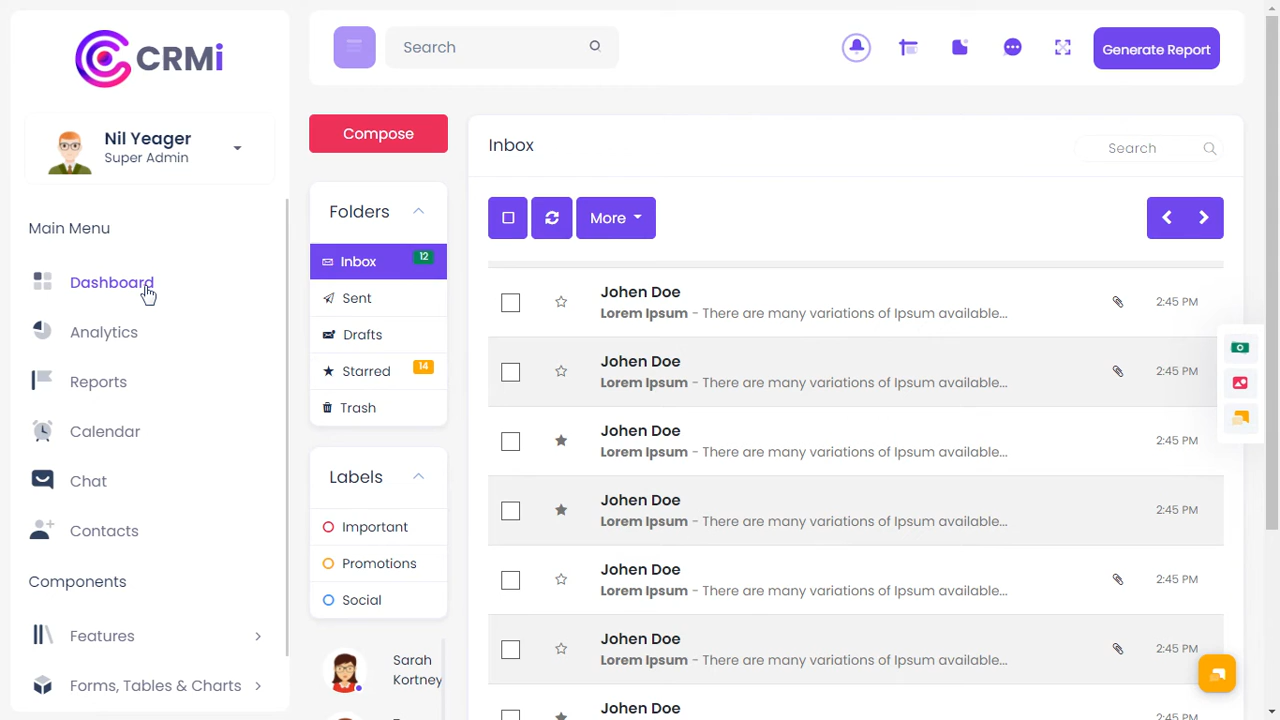 CRMi
Nil Yeager
Super Admin
Main Menu
Dashboard
Analytics
Reports
Calendar
Chat
Contacts
Components
Features
Forms, Tables & Charts
Search
Generate Report
Compose
Folders
Inbox 12
Sent
Drafts
Starred 14
Trash
Labels
Important
Promotions
Social
Sarah
Kortney
Inbox
Search
More
Johen Doe
Lorem Ipsum - There are many variations of Ipsum available...
2:45 PM
Johen Doe
Lorem Ipsum - There are many variations of Ipsum available...
2:45 PM
Johen Doe
Lorem Ipsum - There are many variations of Ipsum available...
2:45 PM
Johen Doe
Lorem Ipsum - There are many variations of Ipsum available...
2:45 PM
Johen Doe
Lorem Ipsum - There are many variations of Ipsum available...
2:45 PM
Johen Doe
Lorem Ipsum - There are many variations of Ipsum available...
2:45 PM
Johen Doe
2:45 PM